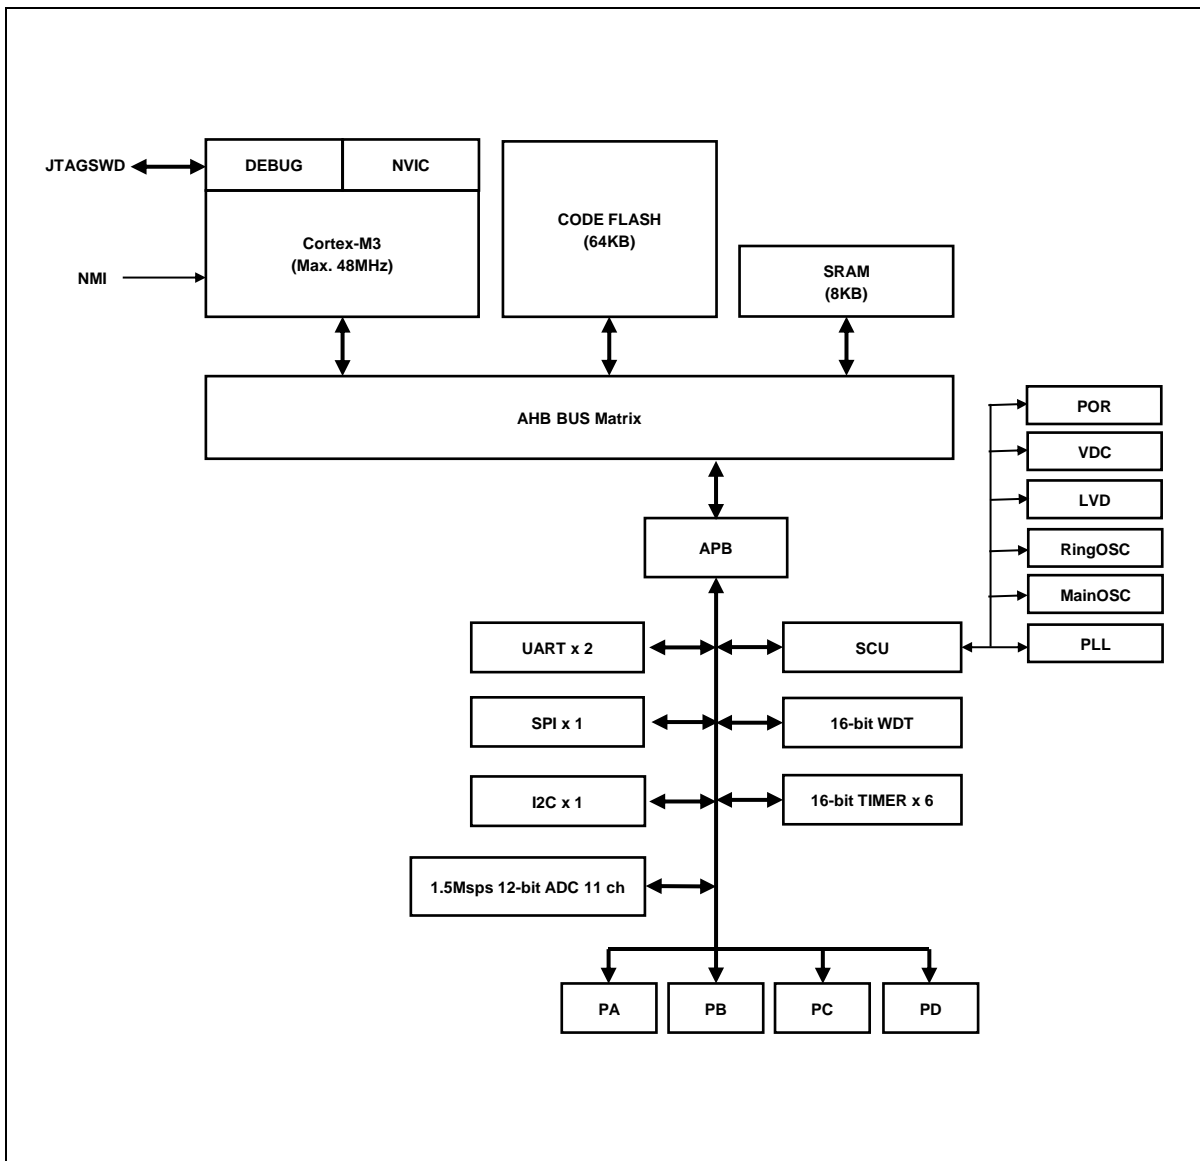 JTAGSWD
DEBUG
NVIC
Cortex-M3
(Max. 48MHz)
NMI
CODE FLASH
(64KB)
SRAM
(8KB)
AHB BUS Matrix
APB
POR
VDC
LVD
RingOSC
MainOSC
PLL
UART x 2
SCU
SPI x 1
16-bit WDT
I2C x 1
16-bit TIMER x 6
1.5Msps 12-bit ADC 11 ch
PA
PB
PC
PD